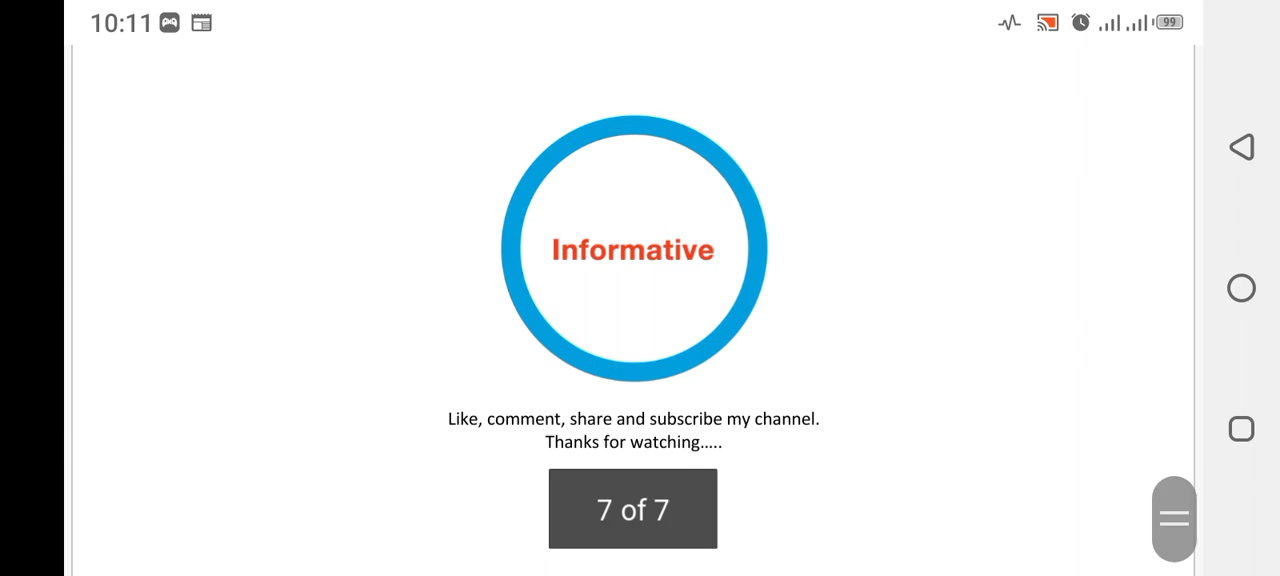 10:11
99
Informative
Like, comment, share and subscribe my channel.
Thanks for watching.....
7 of 7